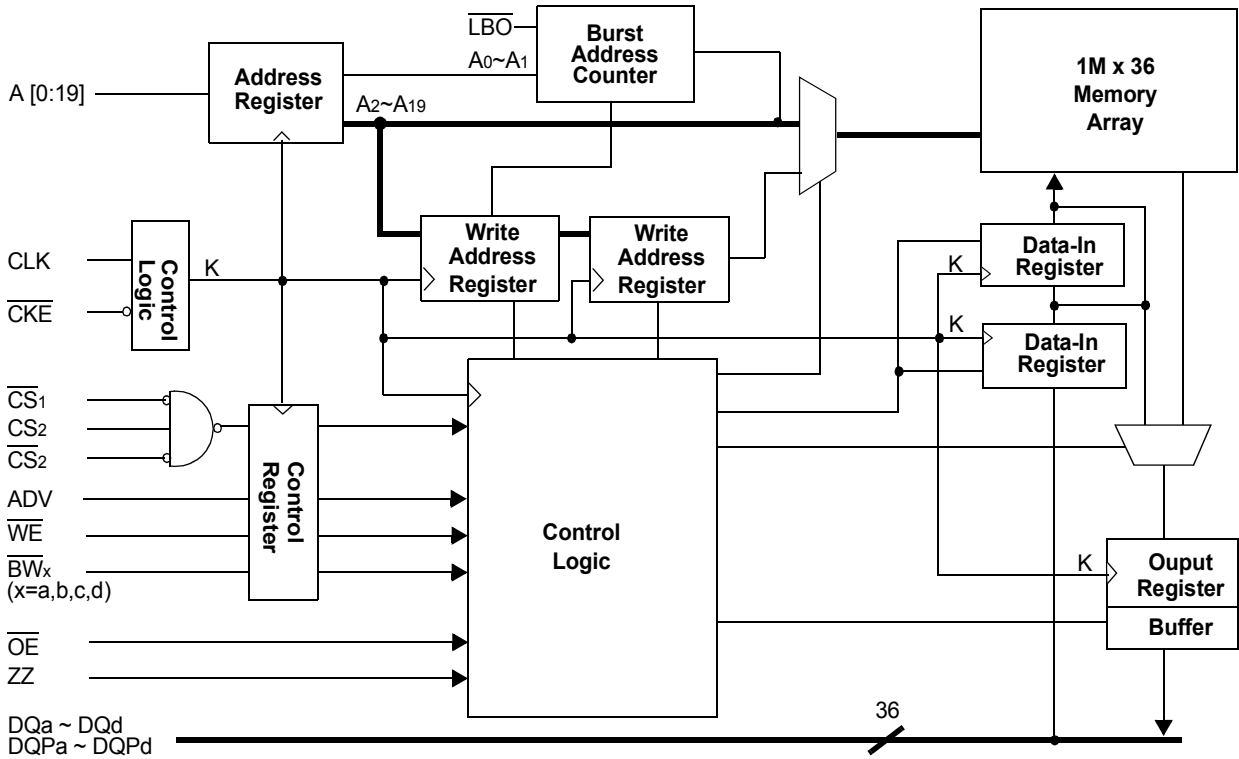 LBO
Burst
Address
Counter
A0~A1
Address
Register
A [0:19]
A2~A19
1M x 36
Memory
Array
Write
Address
Register
Write
Address
Register
Data-In
Register
K
CLK
Control
Logic
K
CKE
K
Data-In
Register
CS1
CS2
CS2
Control
Register
ADV
WE
BWx
(x=a,b,c,d)
Control
Logic
K
Ouput
Register
Buffer
OE
ZZ
DQa ~ DQd
DQPa ~ DQPd
36